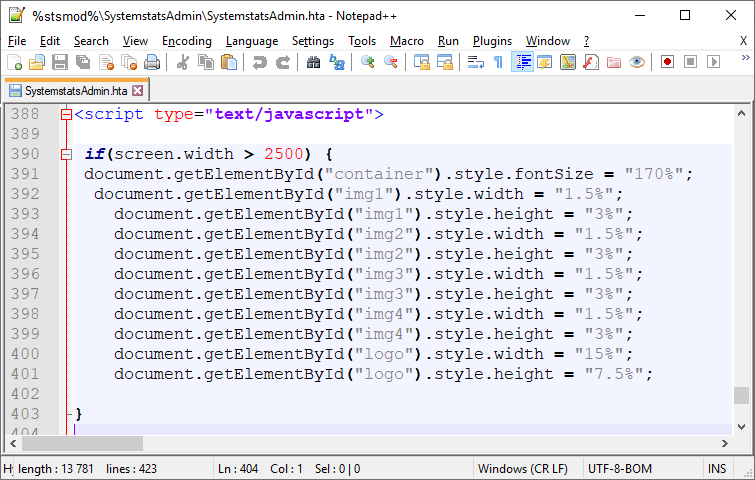 %stsmod%\SystemstatsAdmin\SystemstatsAdmin.hta - Notepad++
File Edit Search View Encoding Language Settings Tools Macro Run Plugins Window ? X
SystemstatsAdmin.hta
388 <script type="text/javascript">
389
390 if(screen.width > 2500) {
391 document.getElementById("container").style.fontSize = "170%";
392 document.getElementById("img1").style.width = "1.5%";
393 document.getElementById("img1").style.height = "3%";
394 document.getElementById("img2").style.width = "1.5%";
395 document.getElementById("img2").style.height = "3%";
396 document.getElementById("img3").style.width = "1.5%";
397 document.getElementById("img3").style.height = "3%";
398 document.getElementById("img4").style.width = "1.5%";
399 document.getElementById("img4").style.height = "3%";
400 document.getElementById("logo").style.width = "15%";
401 document.getElementById("logo").style.height = "7.5%";
402
403 }
404
length : 13 781 lines : 423 Ln : 404 Col : 1 Sel : 0 | 0 Windows (CR LF) UTF-8-BOM INS